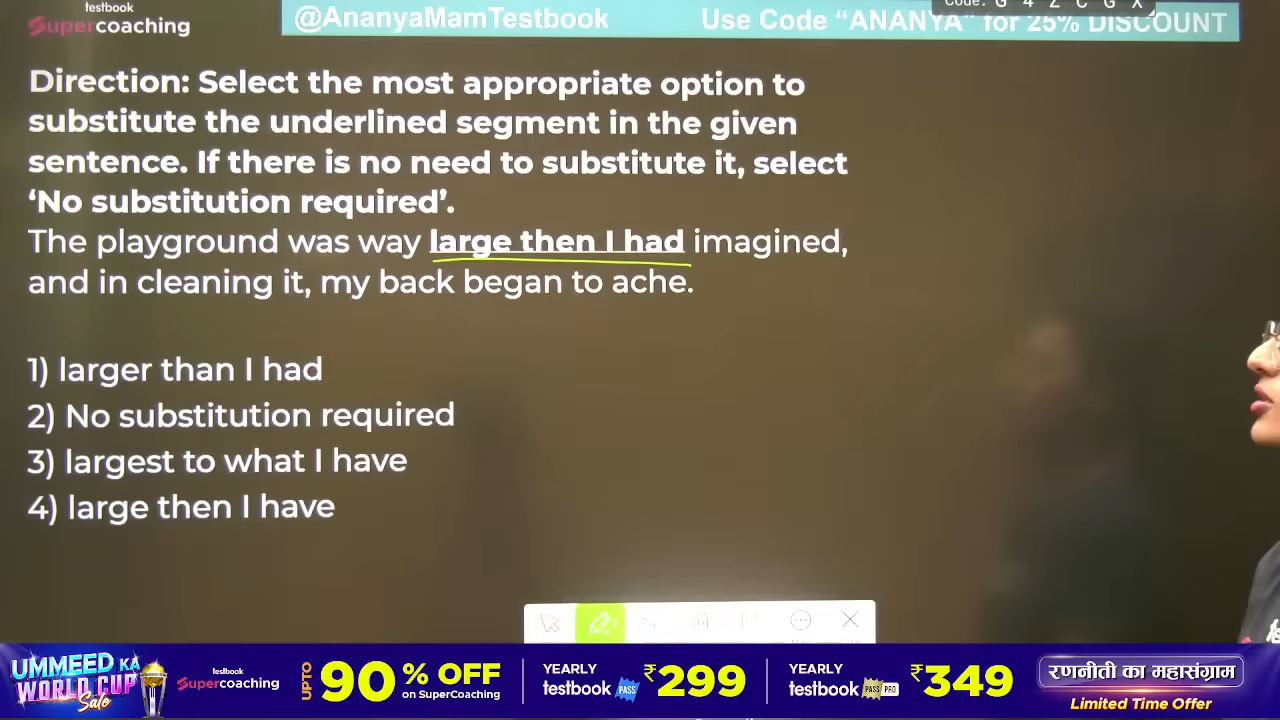 testbook
Supercoaching
@AnanyaMamTestbook
Use Code “ANANYA” for 25% DISCOUNT
Code: G 4 Z C G X
Direction: Select the most appropriate option to
substitute the underlined segment in the given
sentence. If there is no need to substitute it, select
‘No substitution required’.
The playground was way large then I had imagined,
and in cleaning it, my back began to ache.
1) larger than I had
2) No substitution required
3) largest to what I have
4) large then I have
UMMEED KA
WORLD CUP
Sale
testbook
Supercoaching
UPTO
90% OFF
on SuperCoaching
YEARLY
testbook PASS
₹299
YEARLY
testbook PASS PRO
₹349
रणनीती का महासंग्राम
Limited Time Offer